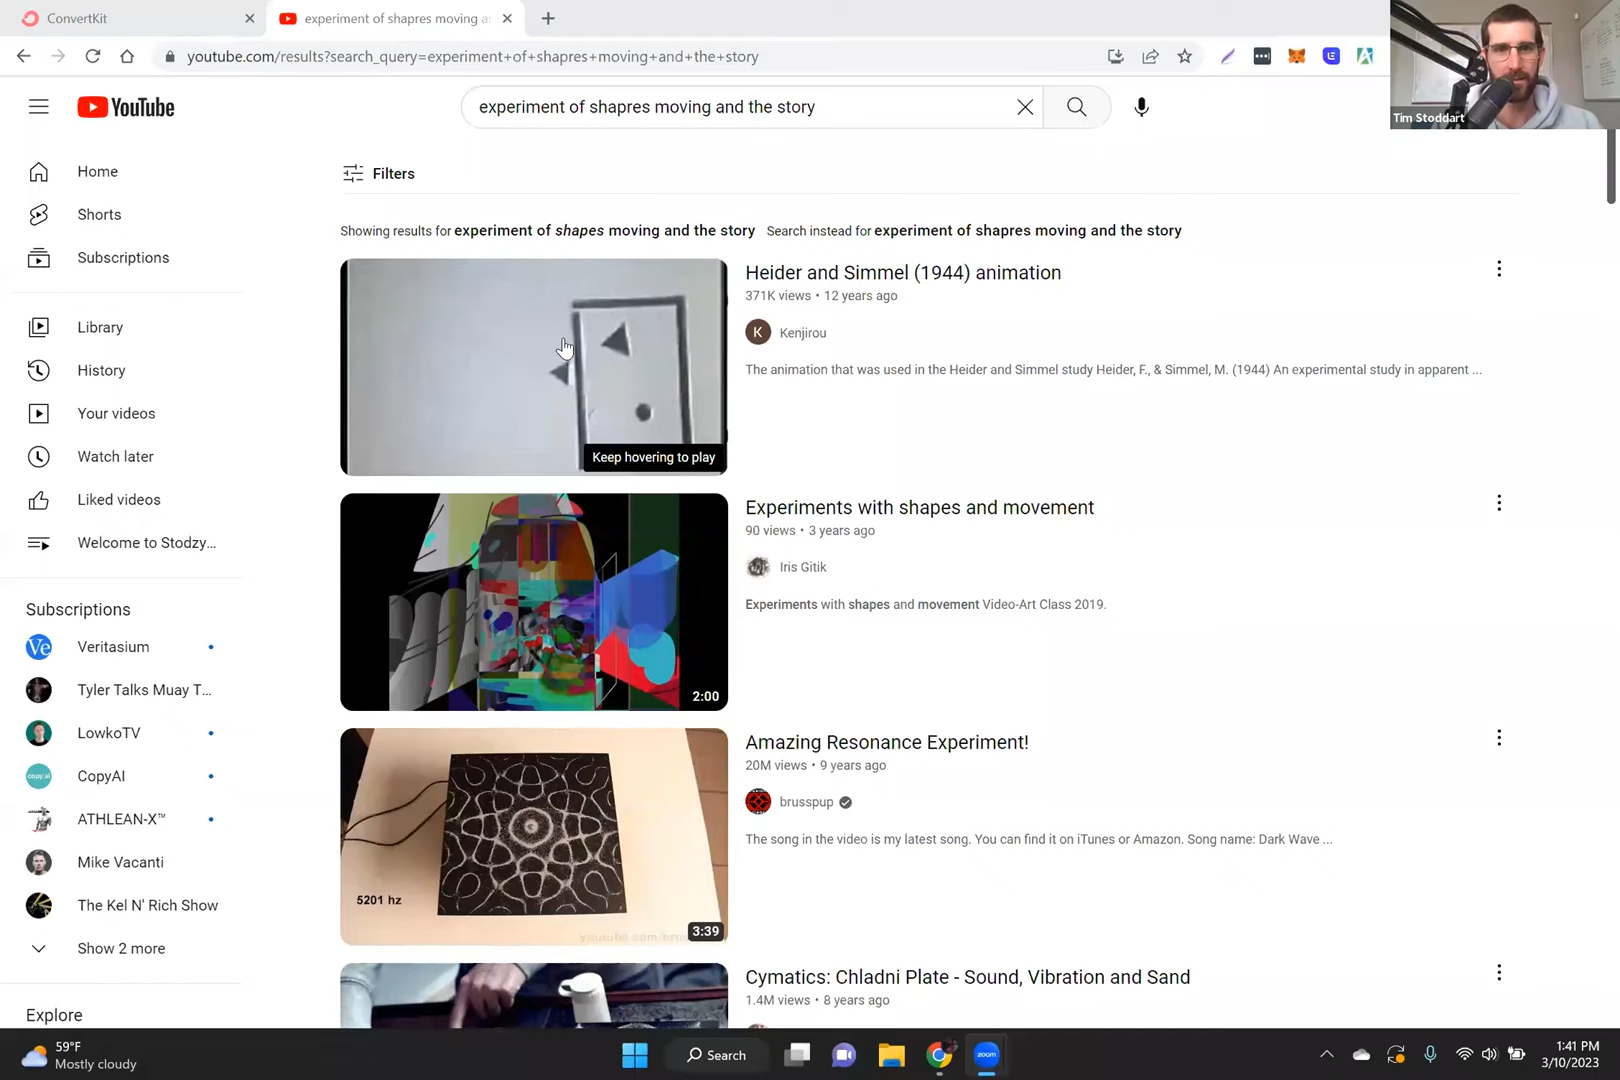 ConvertKit
experiment of shapres moving a
youtube.com/results?search_query=experiment+of+shapres+moving+and+the+story
Tim Stoddart
YouTube
experiment of shapres moving and the story
Home
Shorts
Subscriptions
Library
History
Your videos
Watch later
Liked videos
Welcome to Stodzy...
Subscriptions
Veritasium
Tyler Talks Muay T...
LowkoTV
copy.ai
CopyAI
ATHLEAN-X™
Mike Vacanti
The Kel N' Rich Show
Show 2 more
Explore
Filters
Showing results for experiment of shapes moving and the story Search instead for experiment of shapres moving and the story
Keep hovering to play
Heider and Simmel (1944) animation
371K views • 12 years ago
K Kenjirou
The animation that was used in the Heider and Simmel study Heider, F., & Simmel, M. (1944) An experimental study in apparent ...
2:00
Experiments with shapes and movement
90 views • 3 years ago
Iris Gitik
Experiments with shapes and movement Video-Art Class 2019.
5201 hz
3:39
Amazing Resonance Experiment!
20M views • 9 years ago
brusspup
The song in the video is my latest song. You can find it on iTunes or Amazon. Song name: Dark Wave ...
Cymatics: Chladni Plate - Sound, Vibration and Sand
1.4M views • 8 years ago
59°F
Mostly cloudy
Search
zoom
1:41 PM
3/10/2023